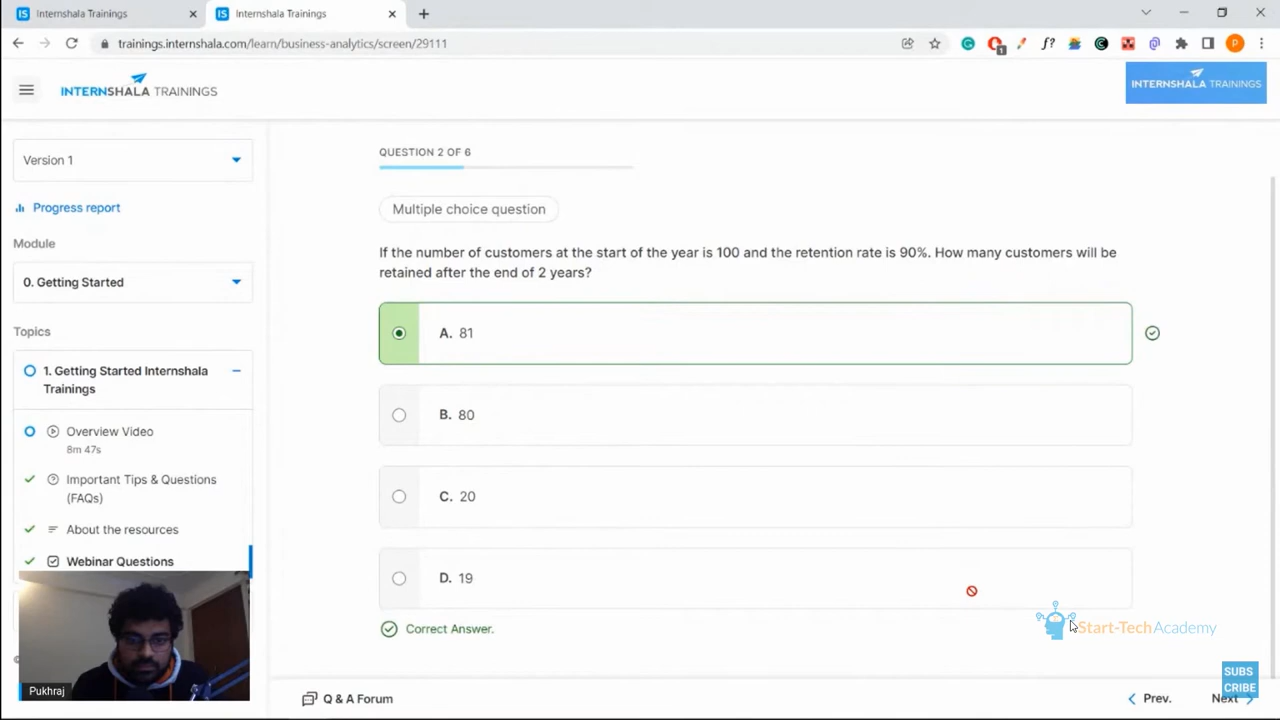 Internshala Trainings
Internshala Trainings
trainings.internshala.com/learn/business-analytics/screen/29111
INTERNSHALA TRAININGS
INTERNSHALA TRAININGS
Version 1
Progress report
Module
0. Getting Started
Topics
1. Getting Started Internshala
Trainings
Overview Video
8m 47s
Important Tips & Questions
(FAQs)
About the resources
Webinar Questions
Pukhraj
QUESTION 2 OF 6
Multiple choice question
If the number of customers at the start of the year is 100 and the retention rate is 90%. How many customers will be
retained after the end of 2 years?
A. 81
B. 80
C. 20
D. 19
Correct Answer.
Start-Tech Academy
SUBS
CRIBE
Q & A Forum
Prev.
Next